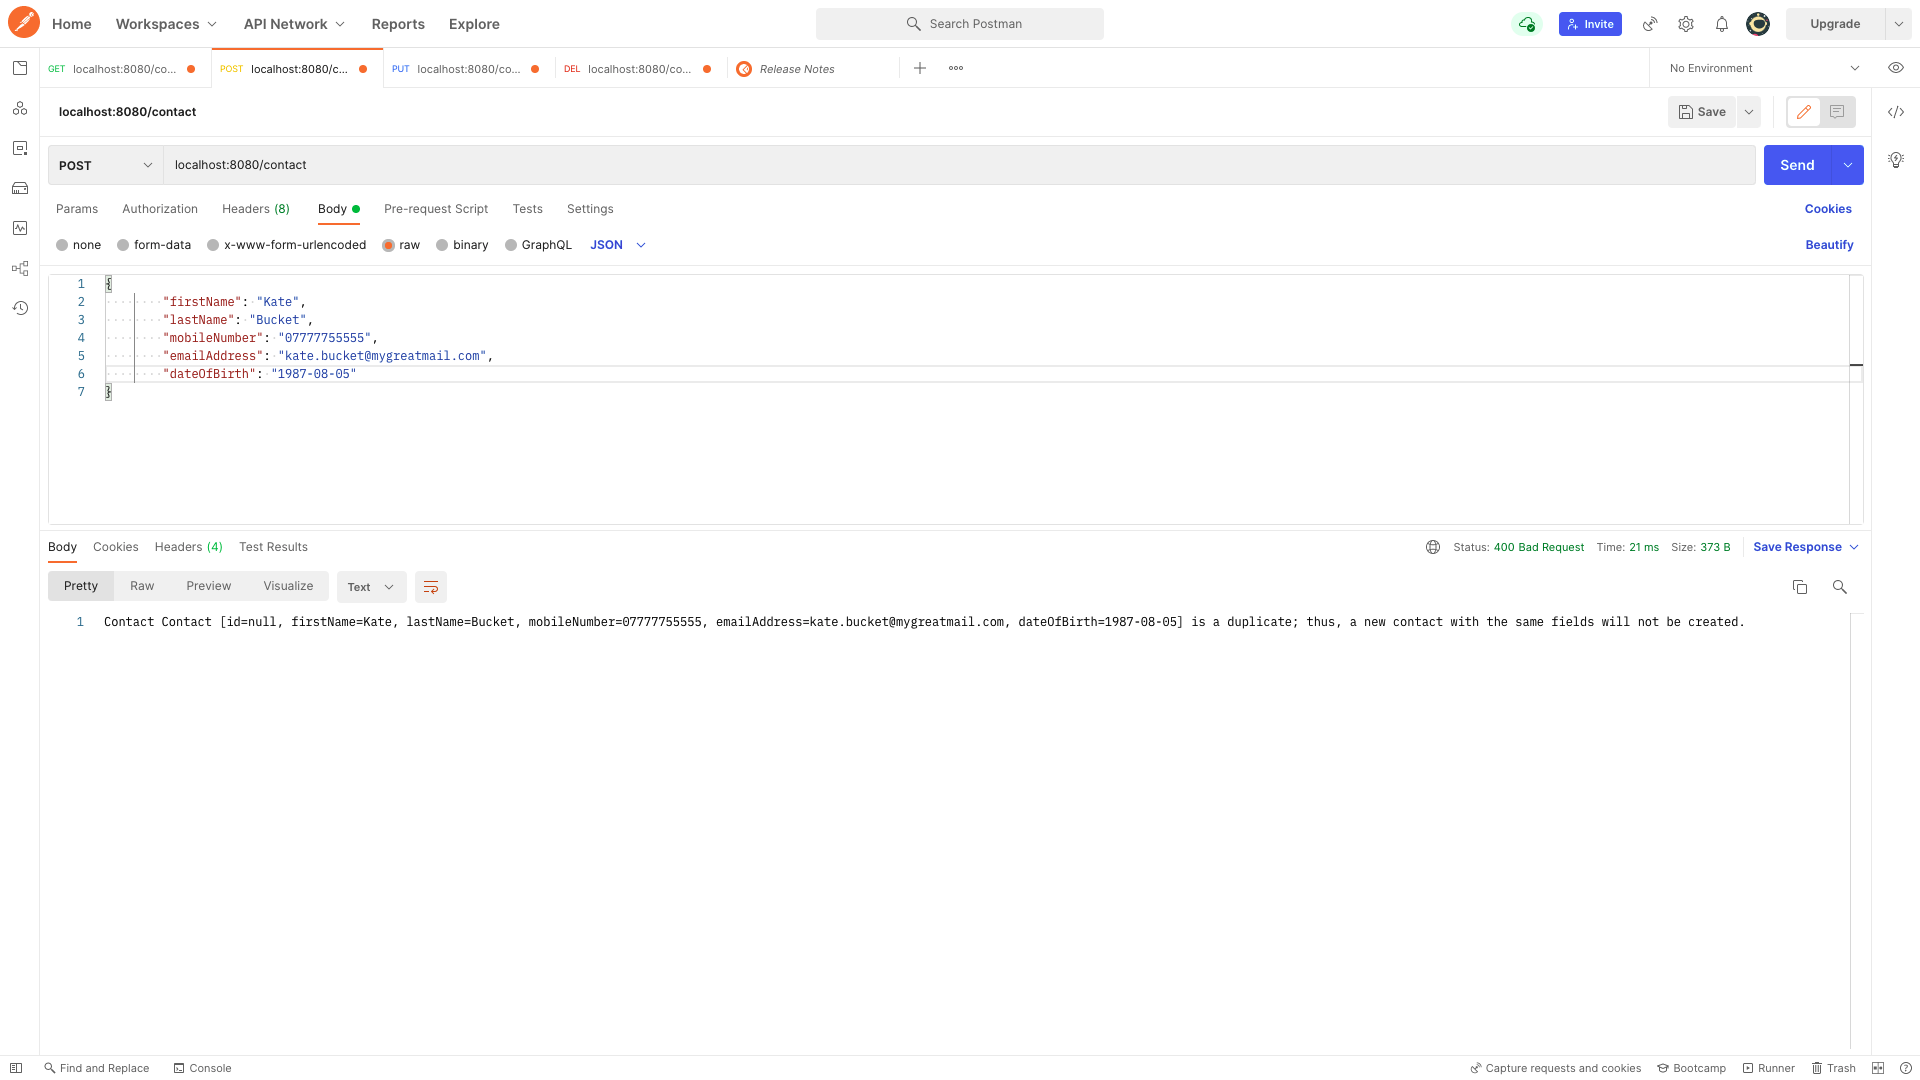 Home Workspaces API Network Reports Explore Search Postman Invite Upgrade
GET localhost:8080/co... POST localhost:8080/c... PUT localhost:8080/co... DEL localhost:8080/co... Release Notes No Environment
localhost:8080/contact Save
POST localhost:8080/contact Send
Params Authorization Headers (8) Body Pre-request Script Tests Settings Cookies
none form-data x-www-form-urlencoded raw binary GraphQL JSON Beautify
1 {
2 "firstName": "Kate",
3 "lastName": "Bucket",
4 "mobileNumber": "07777755555",
5 "emailAddress": "kate.bucket@mygreatmail.com",
6 "dateOfBirth": "1987-08-05"
7 }
Body Cookies Headers (4) Test Results Status: 400 Bad Request Time: 21 ms Size: 373 B Save Response
Pretty Raw Preview Visualize Text
1 Contact Contact [id=null, firstName=Kate, lastName=Bucket, mobileNumber=07777755555, emailAddress=kate.bucket@mygreatmail.com, dateOfBirth=1987-08-05] is a duplicate; thus, a new contact with the same fields will not be created.
Find and Replace Console Capture requests and cookies Bootcamp Runner Trash